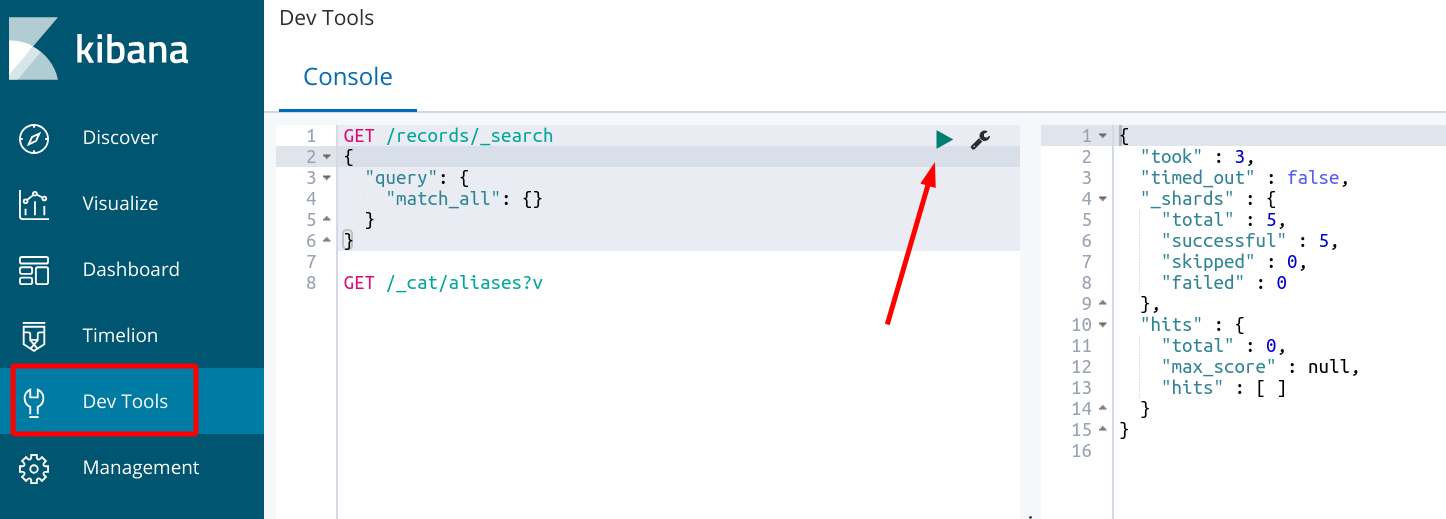 kibana
Discover
Visualize
Dashboard
Timelion
Dev Tools
Management
Dev Tools
Console
1 GET /records/_search
2 {
3   "query": {
4     "match_all": {}
5   }
6 }
7
8 GET /_cat/aliases?v
1 {
2   "took" : 3,
3   "timed_out" : false,
4   "_shards" : {
5     "total" : 5,
6     "successful" : 5,
7     "skipped" : 0,
8     "failed" : 0
9   },
10   "hits" : {
11     "total" : 0,
12     "max_score" : null,
13     "hits" : [ ]
14   }
15 }
16